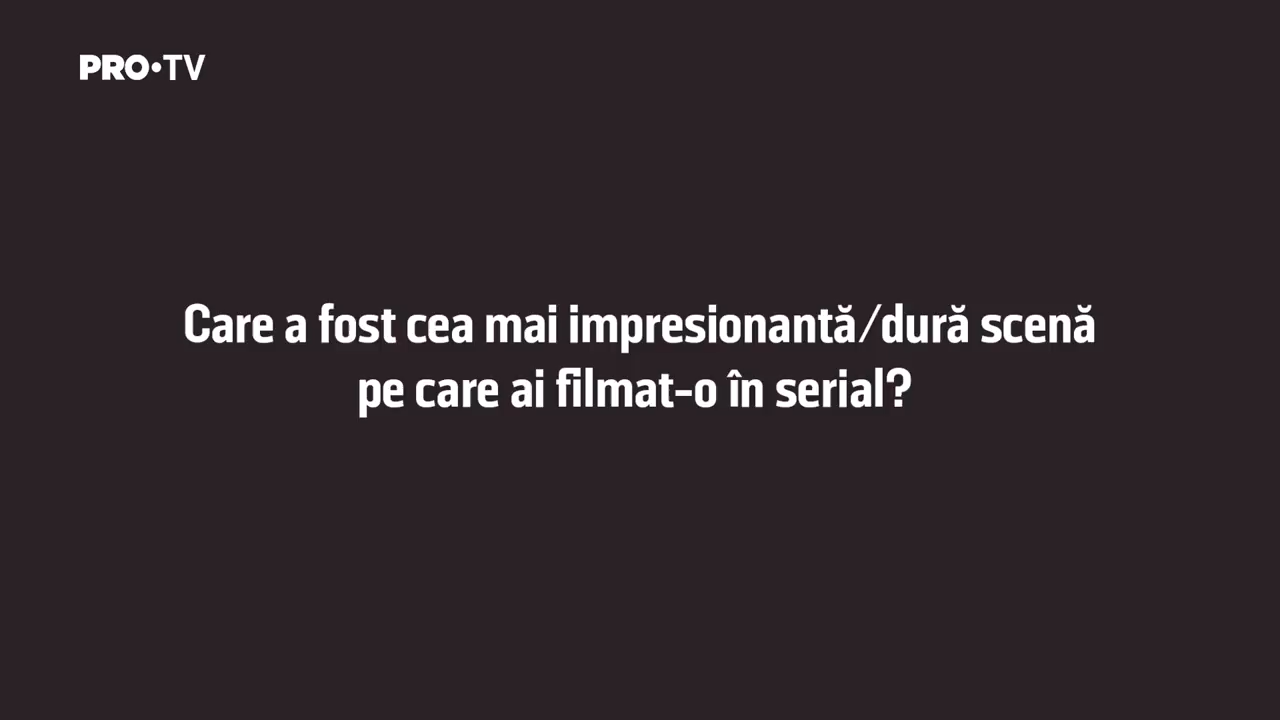 PRO•TV
Care a fost cea mai impresionantă/dură scenă
pe care ai filmat-o în serial?